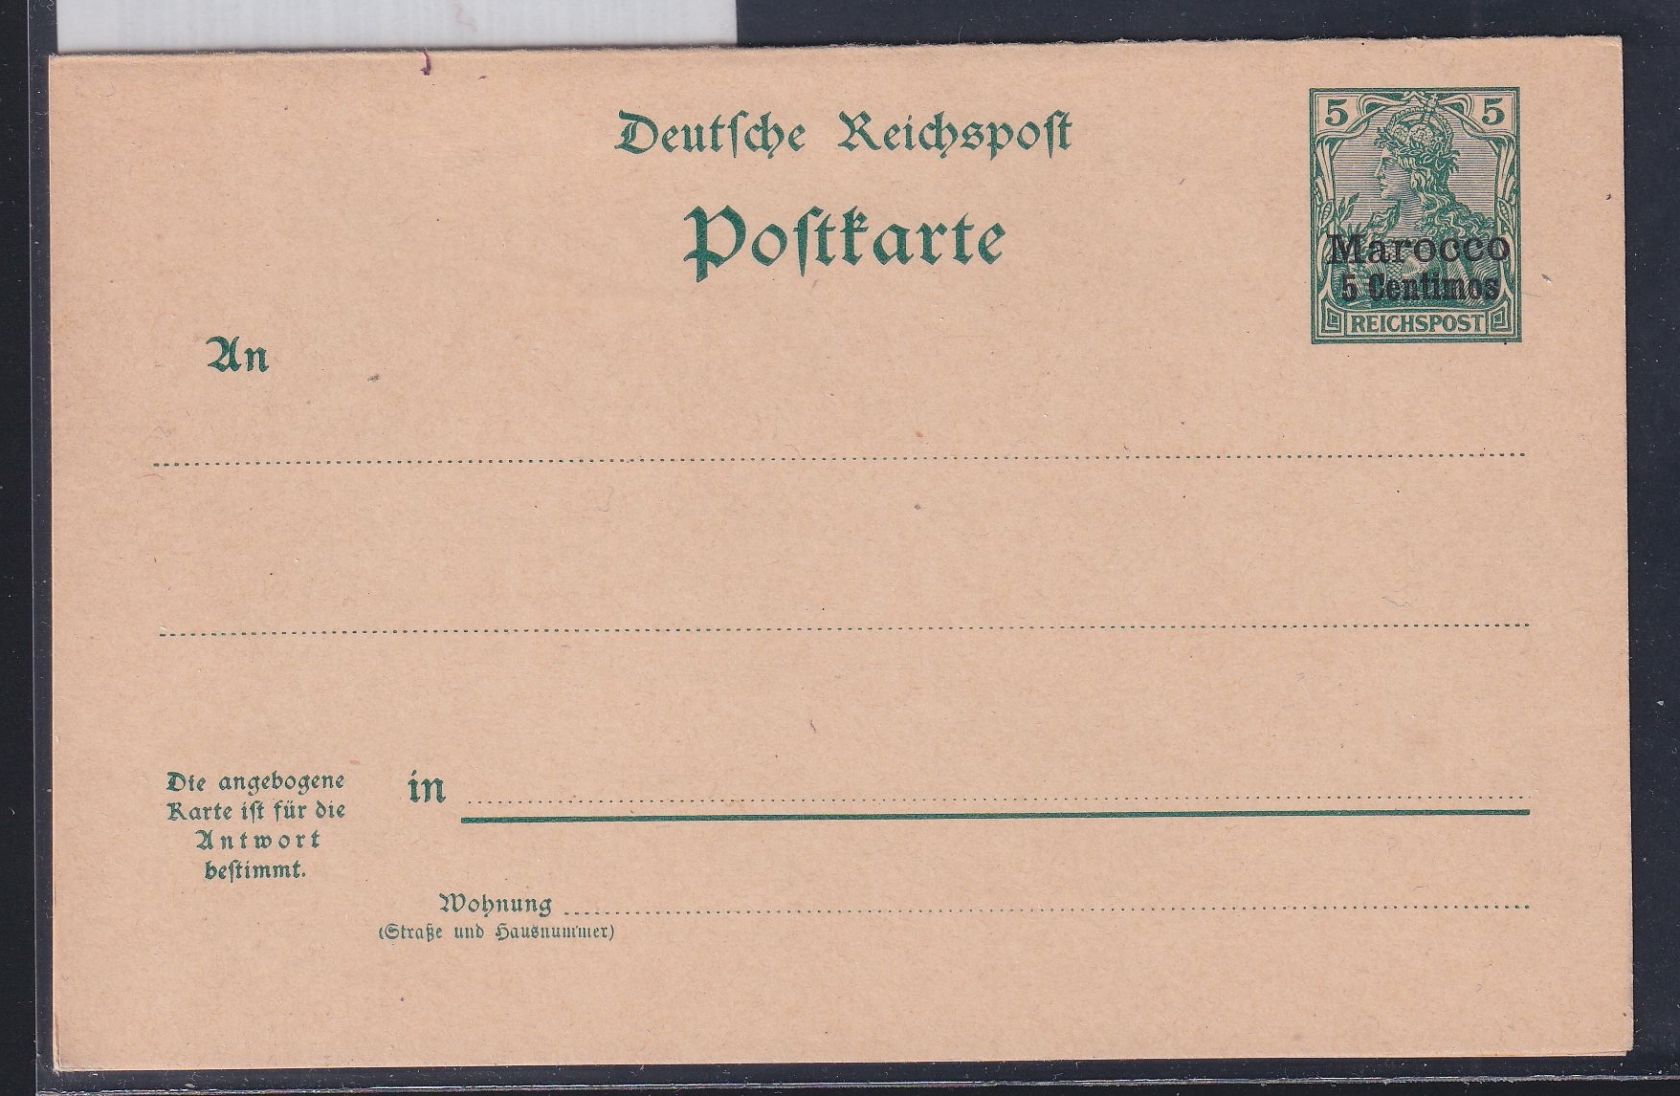 Deutſche Reichspoſt
Poſtkarte
5 5
Marocco
5 Centimos
REICHSPOST
An
Die angebogene
Karte iſt für die
Antwort
beſtimmt.
in
Wohnung
(Straße und Hausnummer)